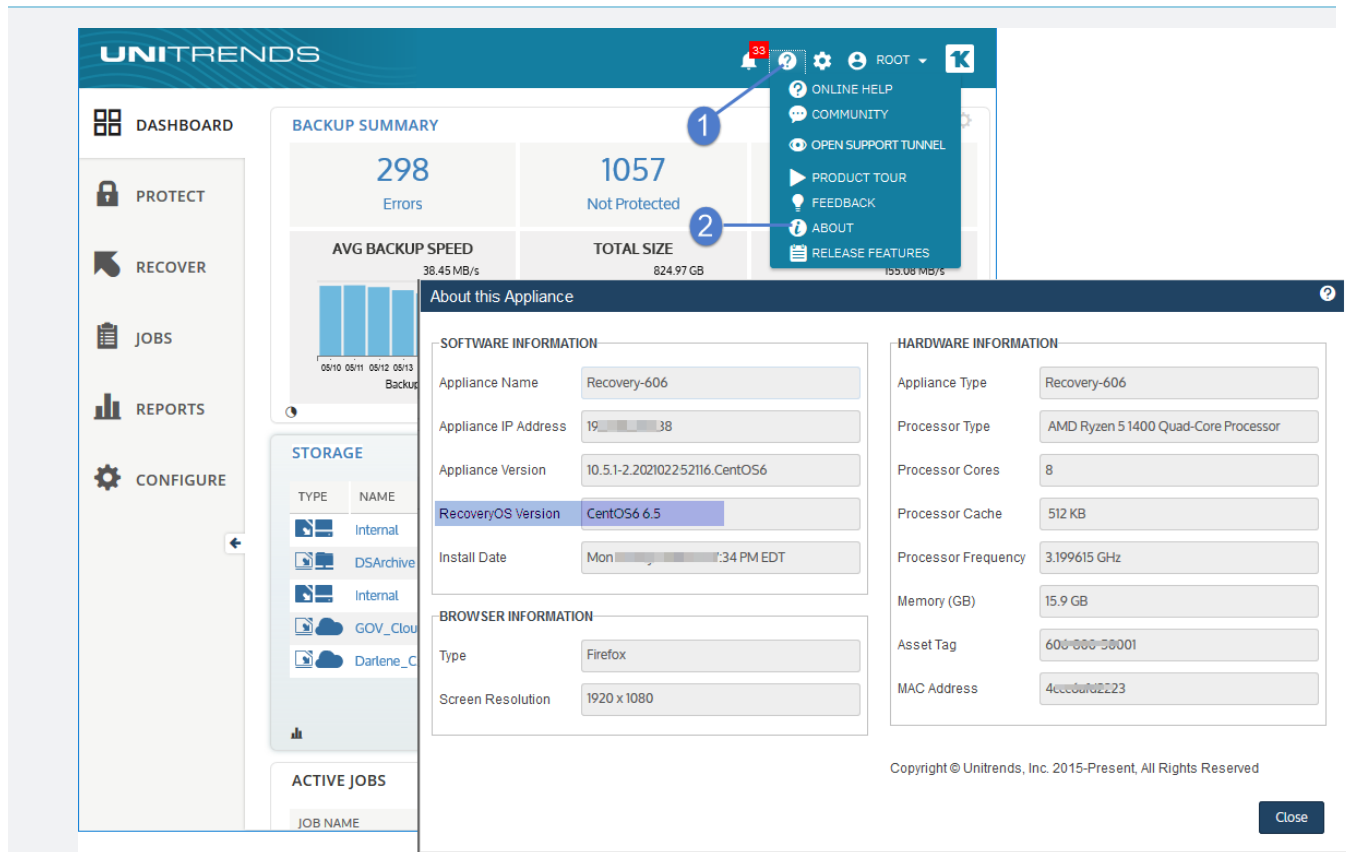 UNITRENDS
33
ROOT
ONLINE HELP
COMMUNITY
OPEN SUPPORT TUNNEL
PRODUCT TOUR
FEEDBACK
ABOUT
RELEASE FEATURES
1
2
DASHBOARD
PROTECT
RECOVER
JOBS
REPORTS
CONFIGURE
BACKUP SUMMARY
298
Errors
1057
Not Protected
AVG BACKUP SPEED
38.45 MB/s
TOTAL SIZE
824.97 GB
155.08 MB/s
05/10 05/11 05/12 05/13
Backup
STORAGE
TYPE NAME
Internal
DSArchive
Internal
GOV_Clou
Darlene_C
ACTIVE JOBS
JOB NAME
About this Appliance
SOFTWARE INFORMATION
Appliance Name Recovery-606
Appliance IP Address 19 38
Appliance Version 10.5.1-2.202102252116.CentOS6
RecoveryOS Version CentOS6 6.5
Install Date Mon :34 PM EDT
BROWSER INFORMATION
Type Firefox
Screen Resolution 1920 x 1080
HARDWARE INFORMATION
Appliance Type Recovery-606
Processor Type AMD Ryzen 5 1400 Quad-Core Processor
Processor Cores 8
Processor Cache 512 KB
Processor Frequency 3.199615 GHz
Memory (GB) 15.9 GB
Asset Tag
MAC Address
Copyright © Unitrends, Inc. 2015-Present, All Rights Reserved
Close